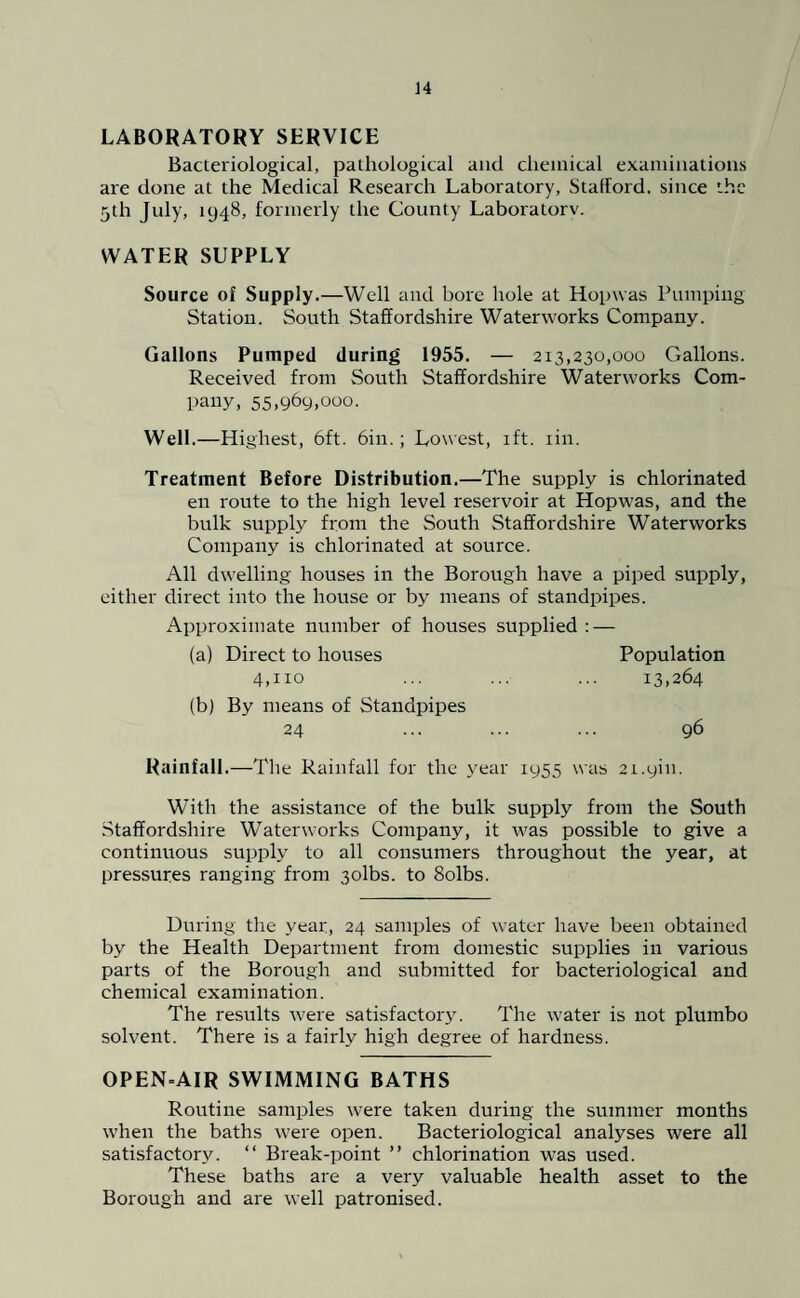 14
LABORATORY SERVICE
Bacteriological, pathological and chemical examinations
are done at the Medical Research Laboratory, Stafford, since the
5th July, 1948, formerly the County Laboratory.
WATER SUPPLY
Source of Supply.—Well and bore hole at Hopwas Pumping
Station. South Staffordshire Waterworks Company.
Gallons Pumped during 1955. — 213,230,000 Gallons.
Received from South Staffordshire Waterworks Com-
pany, 55,969,000.
Well.—Highest, 6ft. 6in.; Lowest, 1ft. 1in.
Treatment Before Distribution.—The supply is chlorinated
en route to the high level reservoir at Hopwas, and the
bulk supply from the South Staffordshire Waterworks
Company is chlorinated at source.
All dwelling houses in the Borough have a piped supply,
either direct into the house or by means of standpipes.
Approximate number of houses supplied :—
(a) Direct to houses Population
4,110 ... ... ... 13,264
(b) By means of Standpipes
24 ... ... ... 96
Rainfall.—The Rainfall for the year 1955 was 21.9in.
With the assistance of the bulk supply from the South
Staffordshire Waterworks Company, it was possible to give a
continuous supply to all consumers throughout the year, at
pressures ranging from 30lbs. to 80lbs.
During the year, 24 samples of water have been obtained
by the Health Department from domestic supplies in various
parts of the Borough and submitted for bacteriological and
chemical examination.
The results were satisfactory. The water is not plumbo
solvent. There is a fairly high degree of hardness.
OPEN-AIR SWIMMING BATHS
Routine samples were taken during the summer months
when the baths were open. Bacteriological analyses were all
satisfactory. “ Break-point ” chlorination was used.
These baths are a very valuable health asset to the
Borough and are well patronised.